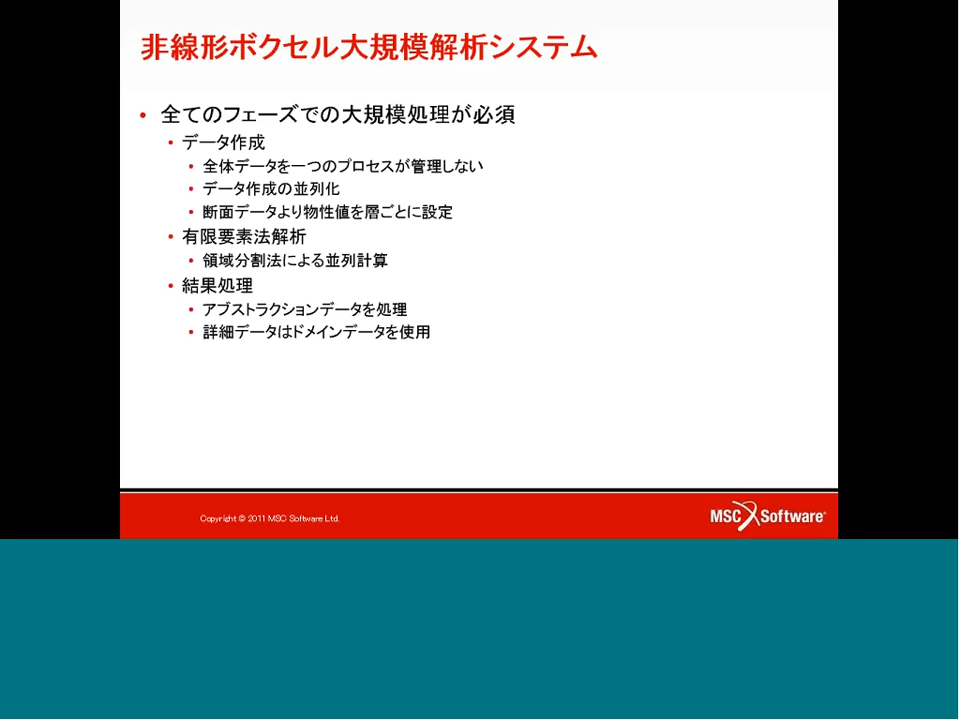 非線形ボクセル大規模解析システム
• 全てのフェーズでの大規模処理が必須
• データ作成
• 全体データを一つのプロセスが管理しない
• データ作成の並列化
• 断面データより物性値を層ごとに設定
• 有限要素法解析
• 領域分割法による並列計算
• 結果処理
• アブストラクションデータを処理
• 詳細データはドメインデータを使用
Copyright © 2011 MSC Software Ltd.
MSC Software